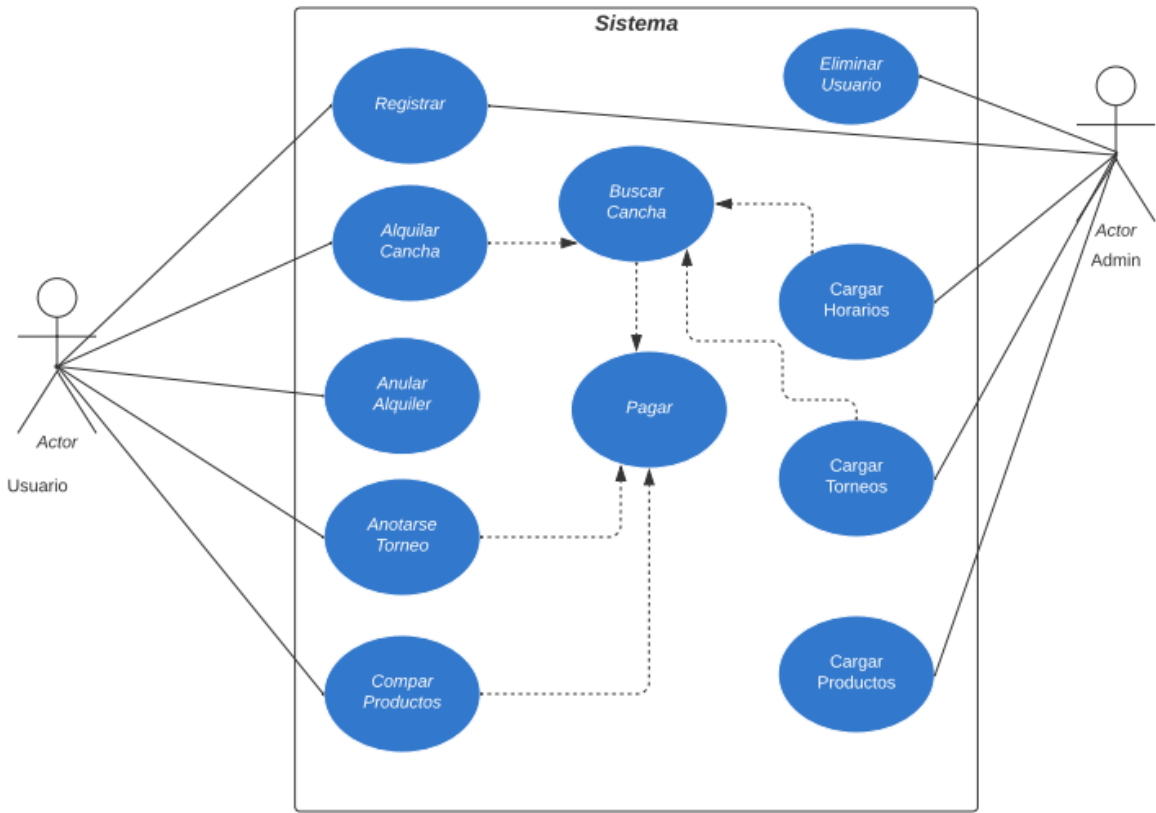 Sistema
Eliminar
Usuario
Registrar
Buscar
Cancha
Alquilar
Cancha
Actor
Admin
Cargar
Horarios
Anular
Alquiler
Pagar
Actor
Usuario
Cargar
Torneos
Anotarse
Torneo
Cargar
Productos
Compar
Productos